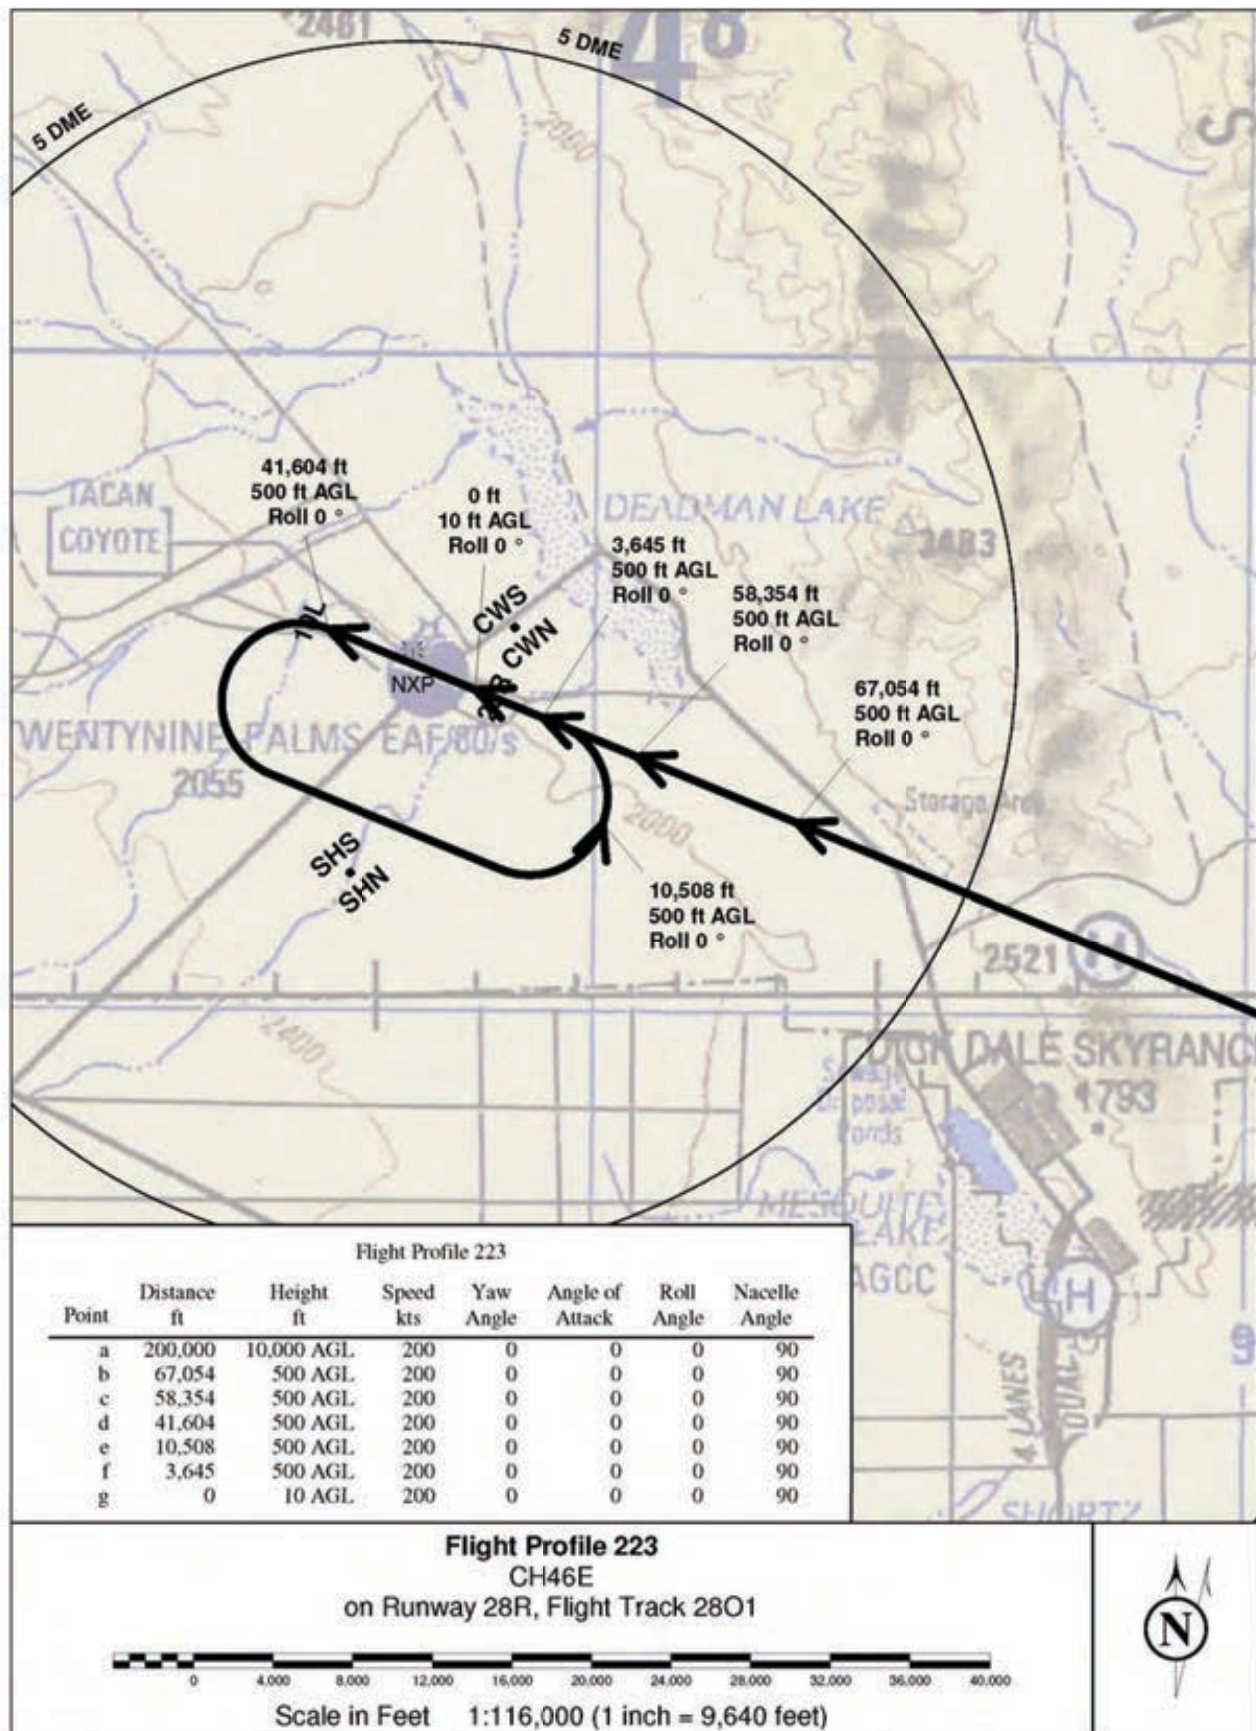 2461
4⁸
5 DME
5 DME
2000
S
41,604 ft
500 ft AGL
Roll 0 °
0 ft
10 ft AGL
Roll 0 °
TACAN
COYOTE
DEADMAN LAKE
3483
3,645 ft
500 ft AGL
Roll 0 °
58,354 ft
500 ft AGL
Roll 0 °
CWS
CWN
10L
NXP
67,054 ft
500 ft AGL
Roll 0 °
WENTYNINE PALMS EAF/80/s
2055
Storage Area
2000
SHS
SHN
10,508 ft
500 ft AGL
Roll 0 °
2521
H
2400
DICK DALE SKYRANC
1793
Sewage
Disposal
Ponds
MESQUITE
LAKE
AGCC
H
4 LANES
DUAL
SHORTZ
Flight Profile 223
Point Distance ft Height ft Speed kts Yaw Angle Angle of Attack Roll Angle Nacelle Angle
a 200,000 10,000 AGL 200 0 0 0 90
b 67,054 500 AGL 200 0 0 0 90
c 58,354 500 AGL 200 0 0 0 90
d 41,604 500 AGL 200 0 0 0 90
e 10,508 500 AGL 200 0 0 0 90
f 3,645 500 AGL 200 0 0 0 90
g 0 10 AGL 200 0 0 0 90
Flight Profile 223
CH46E
on Runway 28R, Flight Track 28O1
0 4,000 8,000 12,000 16,000 20,000 24,000 28,000 32,000 36,000 40,000
Scale in Feet 1:116,000 (1 inch = 9,640 feet)
N